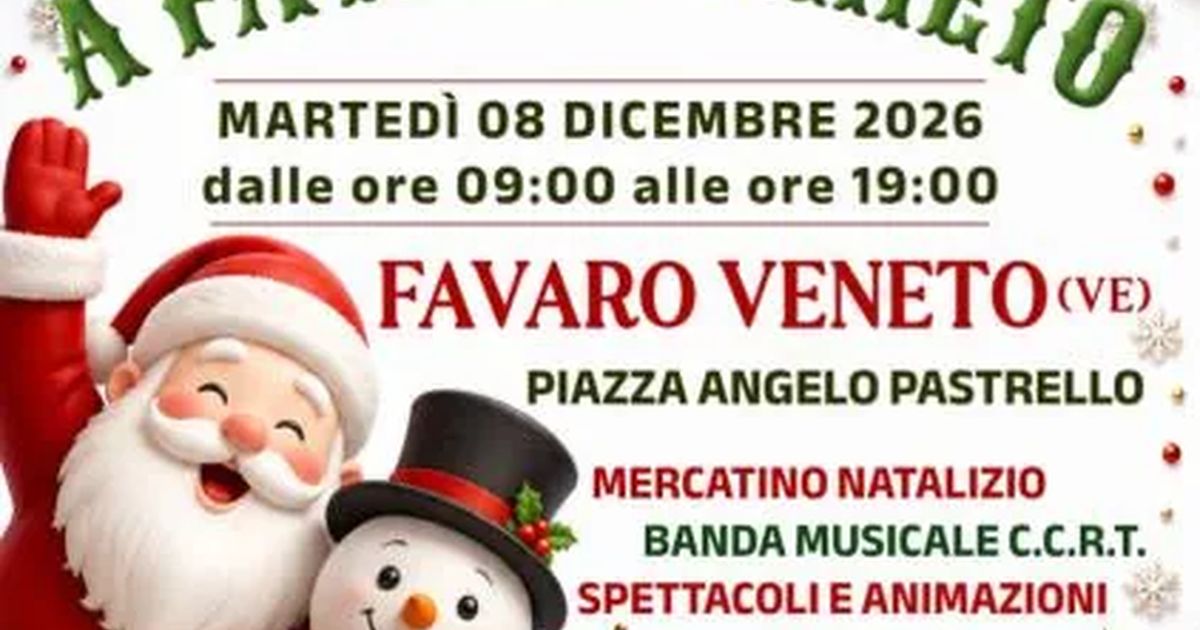 A
MARTEDÌ 08 DICEMBRE 2026
dalle ore 09:00 alle ore 19:00
FAVARO VENETO (VE)
PIAZZA ANGELO PASTRELLO
MERCATINO NATALIZIO
BANDA MUSICALE C.C.R.T.
SPETTACOLI E ANIMAZIONI